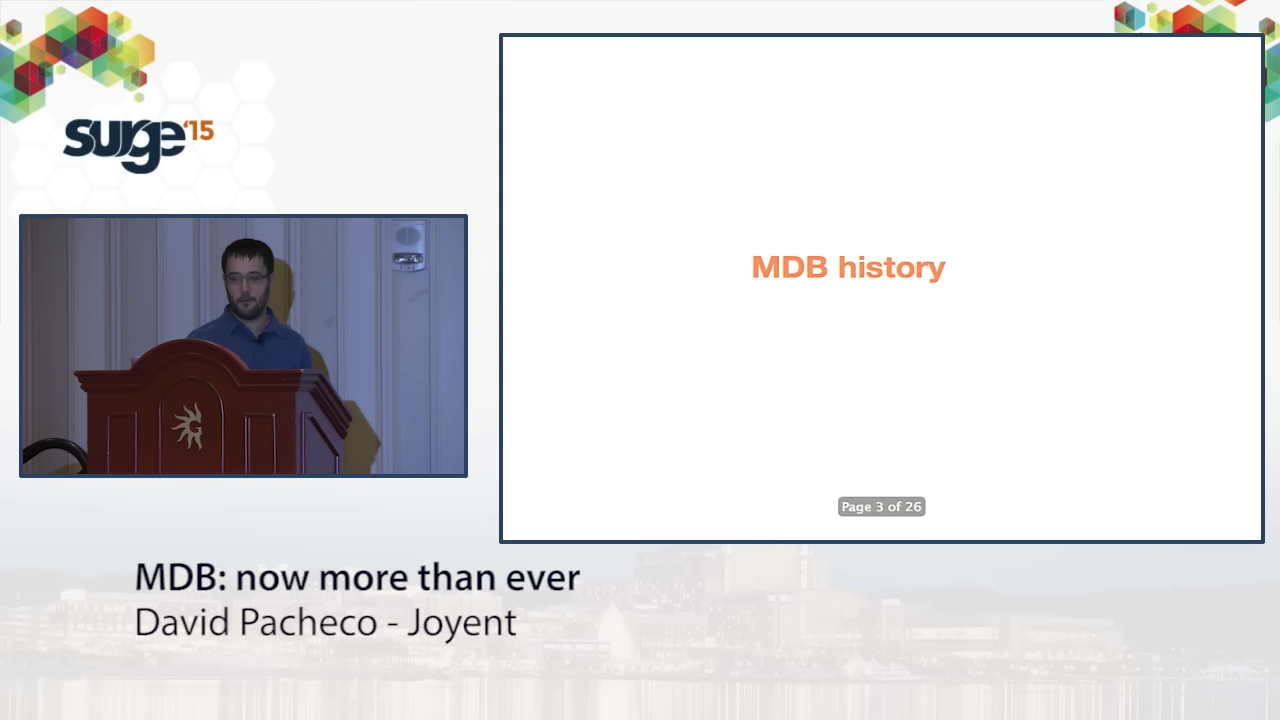 surge '15
MDB history
Page 3 of 26
MDB: now more than ever
David Pacheco - Joyent